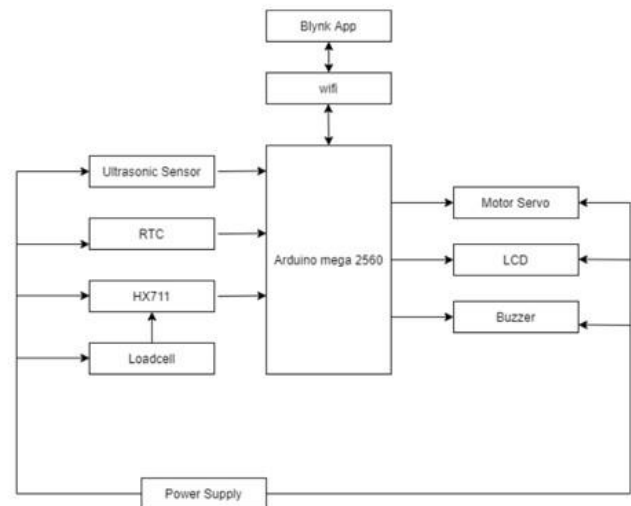 Blynk App
wifi
Ultrasonic Sensor
RTC
HX711
Loadcell
Arduino mega 2560
Motor Servo
LCD
Buzzer
Power Supply